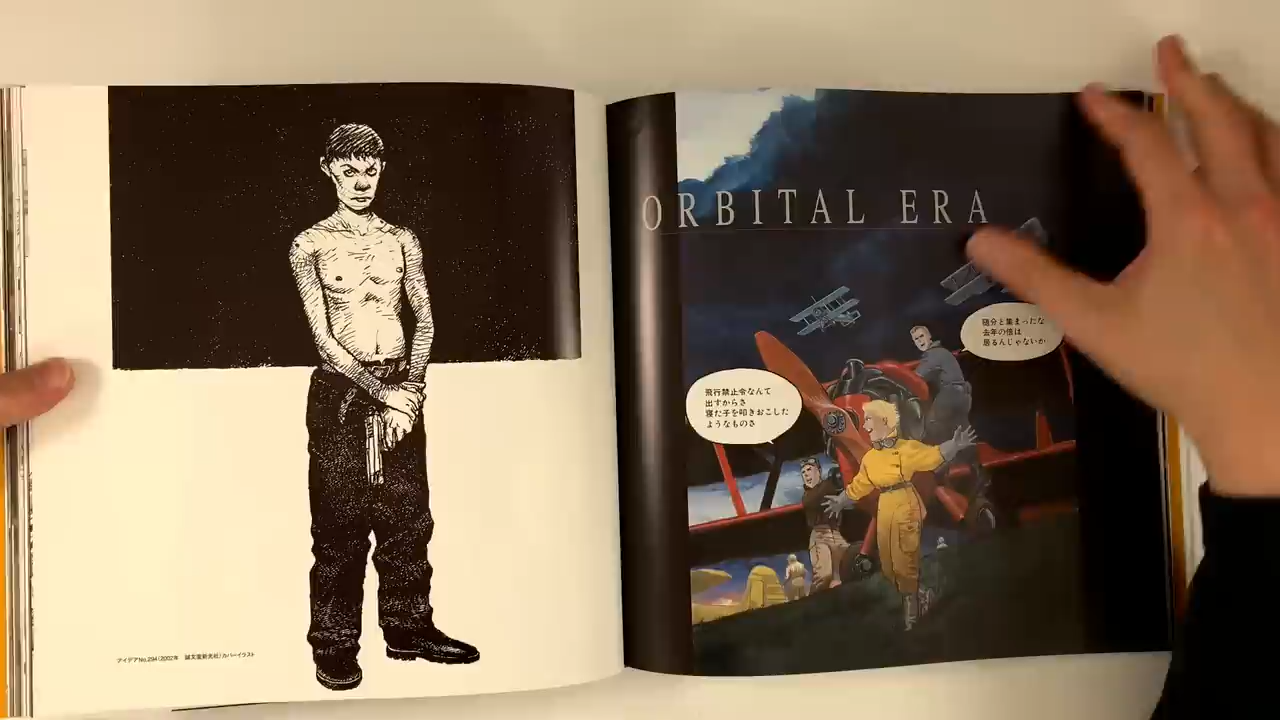 アイデアNo.294(2002年 誠文堂新光社)カバーイラスト
ORBITAL ERA
随分と集まったな
去年の倍は
居るんじゃないか
飛行禁止令なんて
出すからさ
寝た子を叩きおこした
ようなものさ